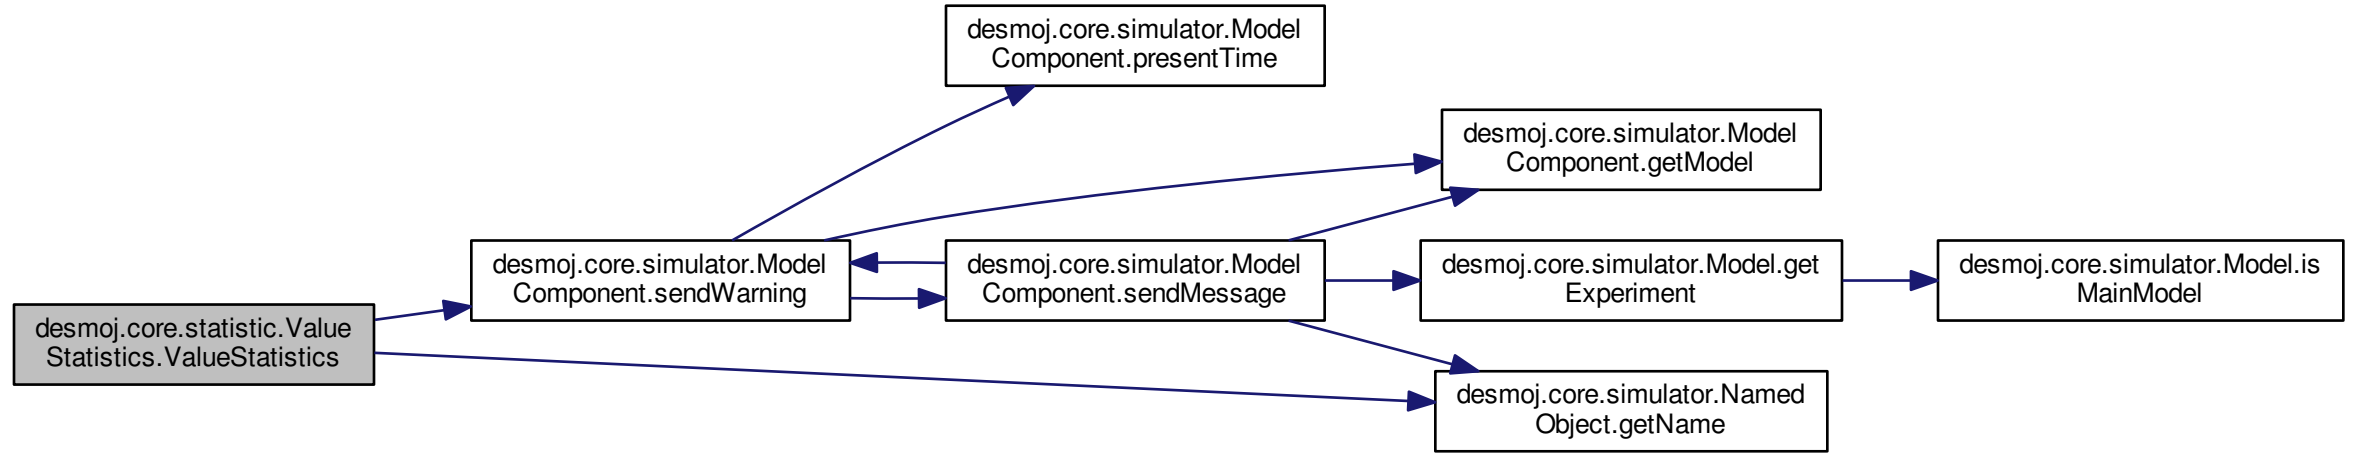 desmoj.core.simulator.Model
Component.presentTime
desmoj.core.simulator.Model
Component.getModel
desmoj.core.simulator.Model
Component.sendWarning
desmoj.core.simulator.Model
Component.sendMessage
desmoj.core.simulator.Model.get
Experiment
desmoj.core.simulator.Model.is
MainModel
desmoj.core.statistic.Value
Statistics.ValueStatistics
desmoj.core.simulator.Named
Object.getName